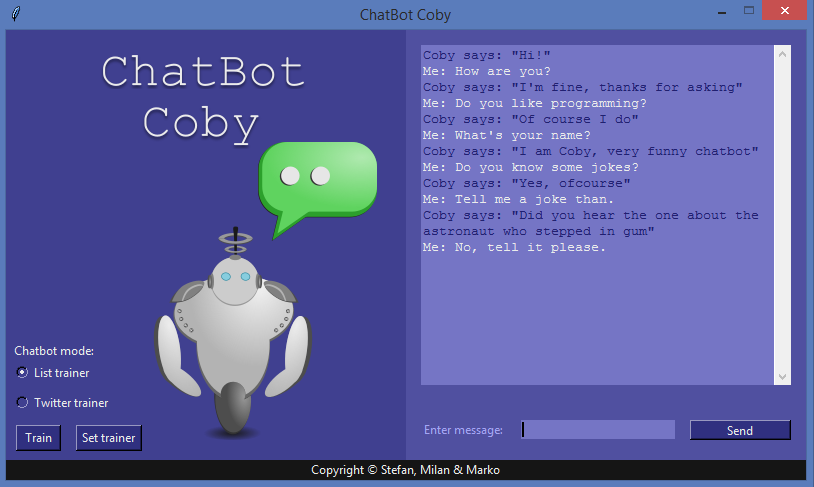 ChatBot Coby
ChatBot
Coby
Chatbot mode:
List trainer
Twitter trainer
Train
Set trainer
Coby says: "Hi!"
Me: How are you?
Coby says: "I'm fine, thanks for asking"
Me: Do you like programming?
Coby says: "Of course I do"
Me: What's your name?
Coby says: "I am Coby, very funny chatbot"
Me: Do you know some jokes?
Coby says: "Yes, ofcourse"
Me: Tell me a joke than.
Coby says: "Did you hear the one about the
astronaut who stepped in gum"
Me: No, tell it please.
Enter message:
Send
Copyright © Stefan, Milan & Marko